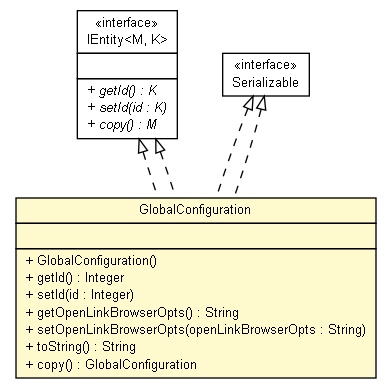 «interface»
IEntity<M, K>
+ getId() : K
+ setId(id : K)
+ copy() : M
«interface»
Serializable
GlobalConfiguration
+ GlobalConfiguration()
+ getId() : Integer
+ setId(id : Integer)
+ getOpenLinkBrowserOpts() : String
+ setOpenLinkBrowserOpts(openLinkBrowserOpts : String)
+ toString() : String
+ copy() : GlobalConfiguration